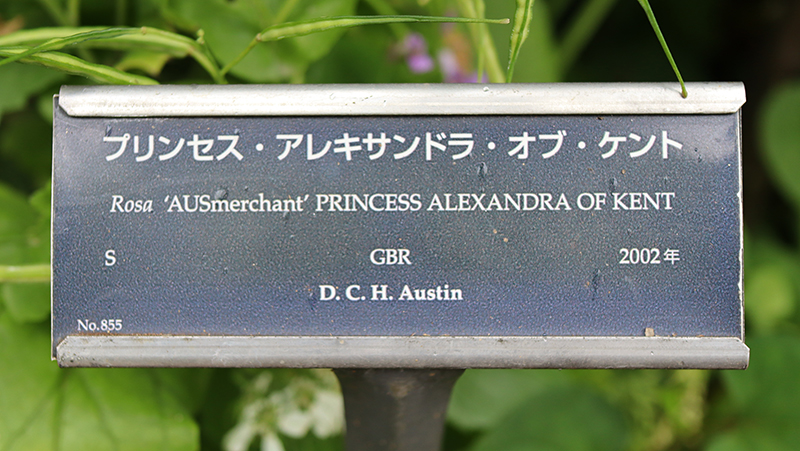 プリンセス・アレキサンドラ・オブ・ケント
Rosa 'AUSmerchant' PRINCESS ALEXANDRA OF KENT
S GBR 2002年
D. C. H. Austin
No.855